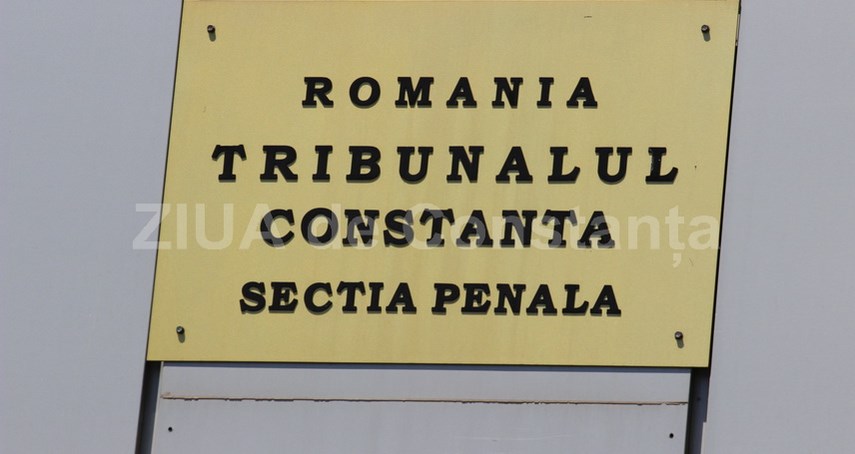 ROMANIA
TRIBUNALUL
CONSTANTA
ZIUA de Constanța
SECTIA PENALA